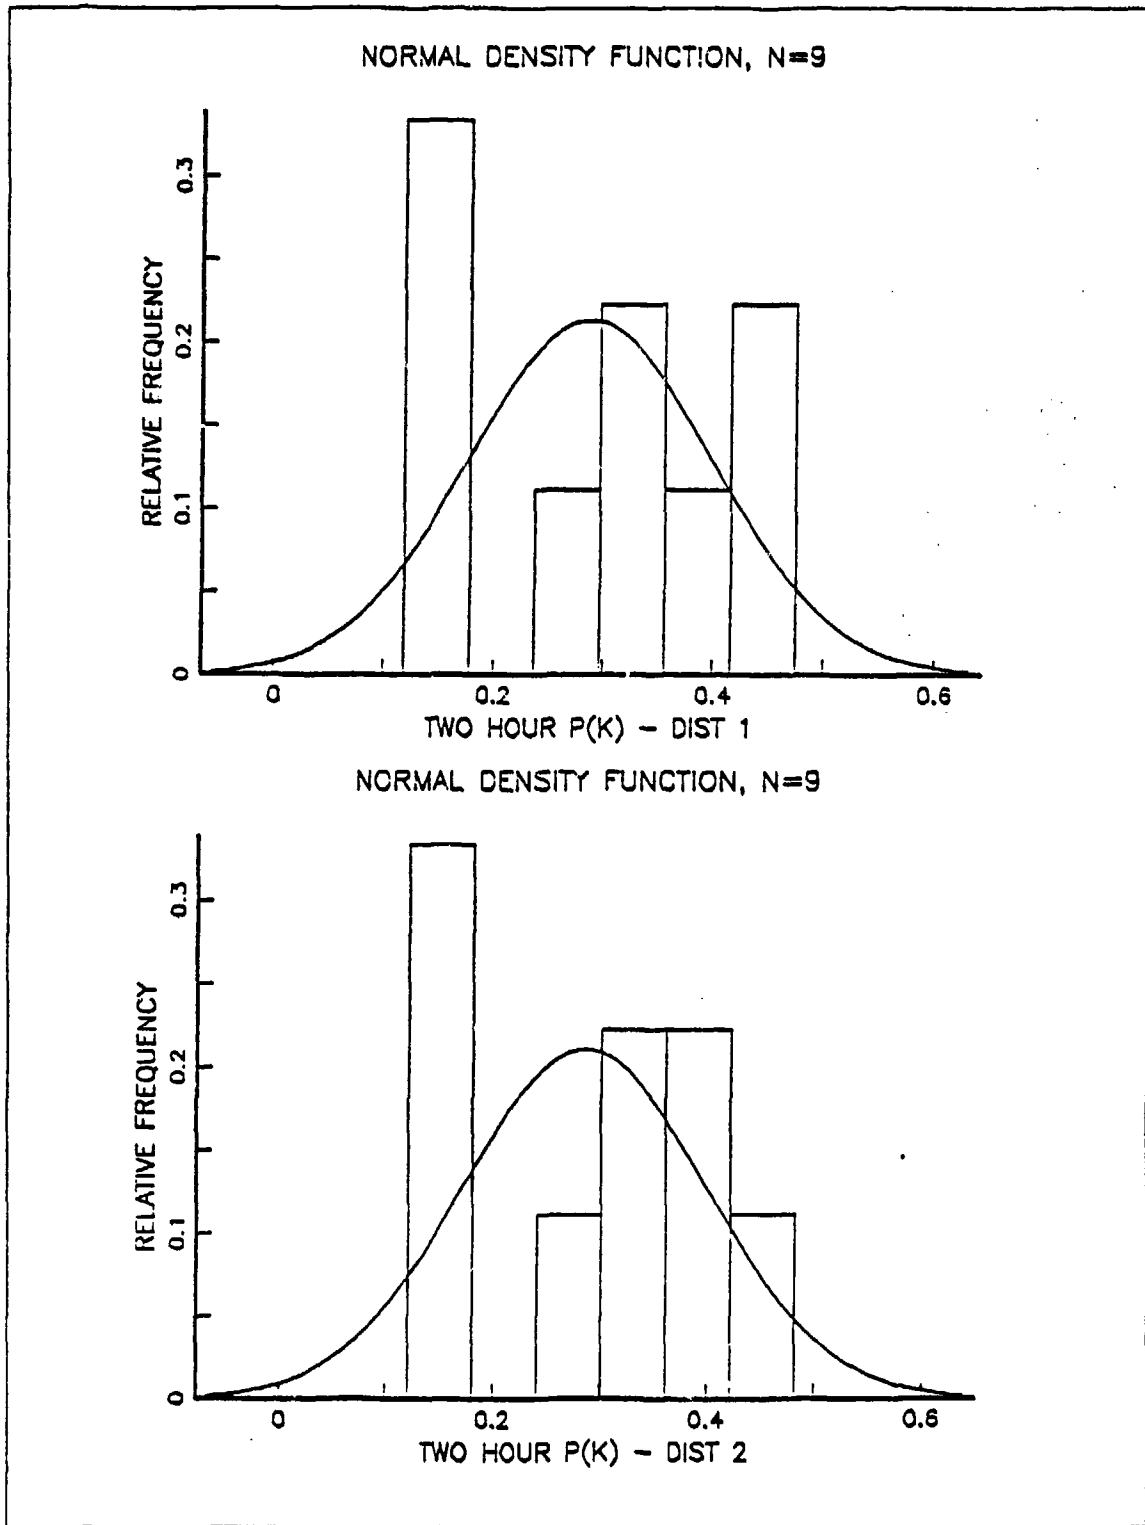 NORMAL DENSITY FUNCTION, N=9
RELATIVE FREQUENCY
0.3
0.2
0.1
0
0 0.2 0.4 0.6
TWO HOUR P(K) - DIST 1
NORMAL DENSITY FUNCTION, N=9
RELATIVE FREQUENCY
0.3
0.2
0.1
0
0 0.2 0.4 0.6
TWO HOUR P(K) - DIST 2